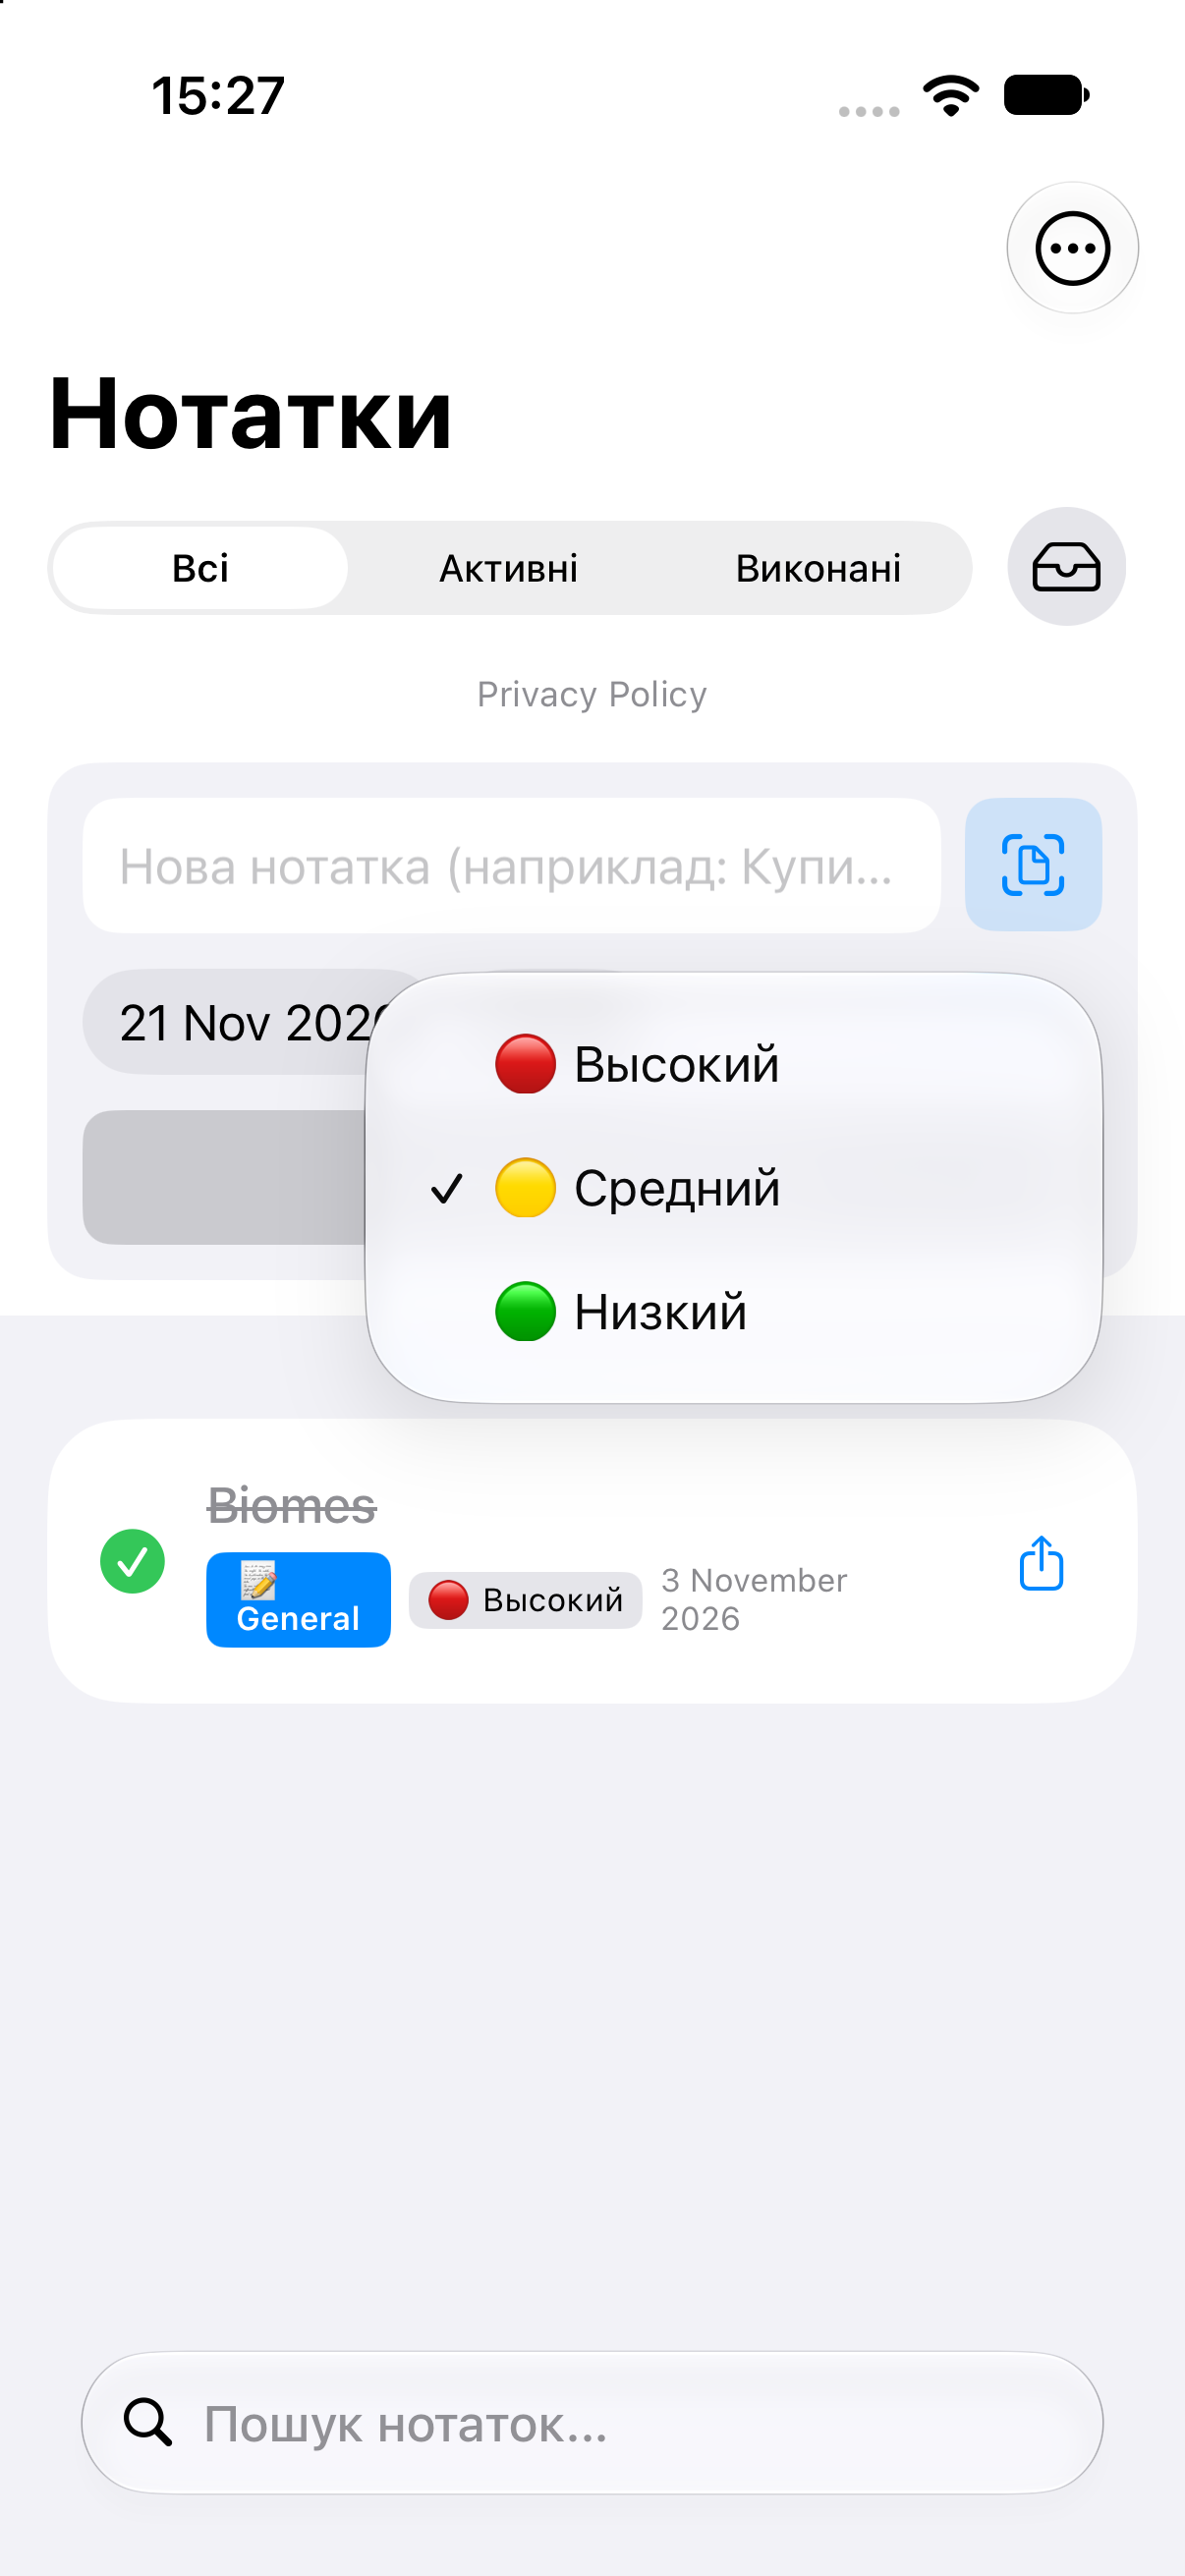 15:27
Нотатки
Всі
Активні
Виконані
Privacy Policy
Нова нотатка (наприклад: Купи...
21 Nov
Высокий
Средний
Низкий
Biomes
General
Высокий
3 November
2026
Пошук нотаток...